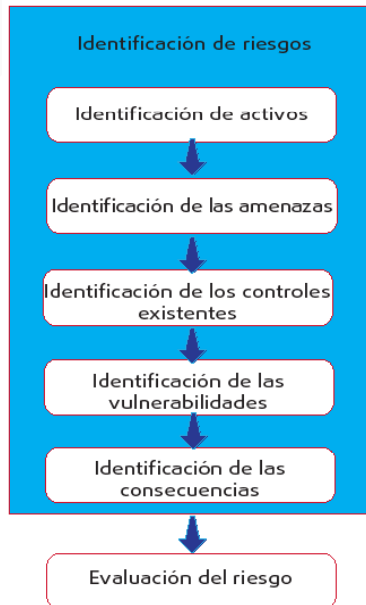 Identificación de riesgos
Identificación de activos
Identificación de las amenazas
Identificación de los controles
existentes
Identificación de las
vulnerabilidades
Identificación de las
consecuencias
Evaluación del riesgo